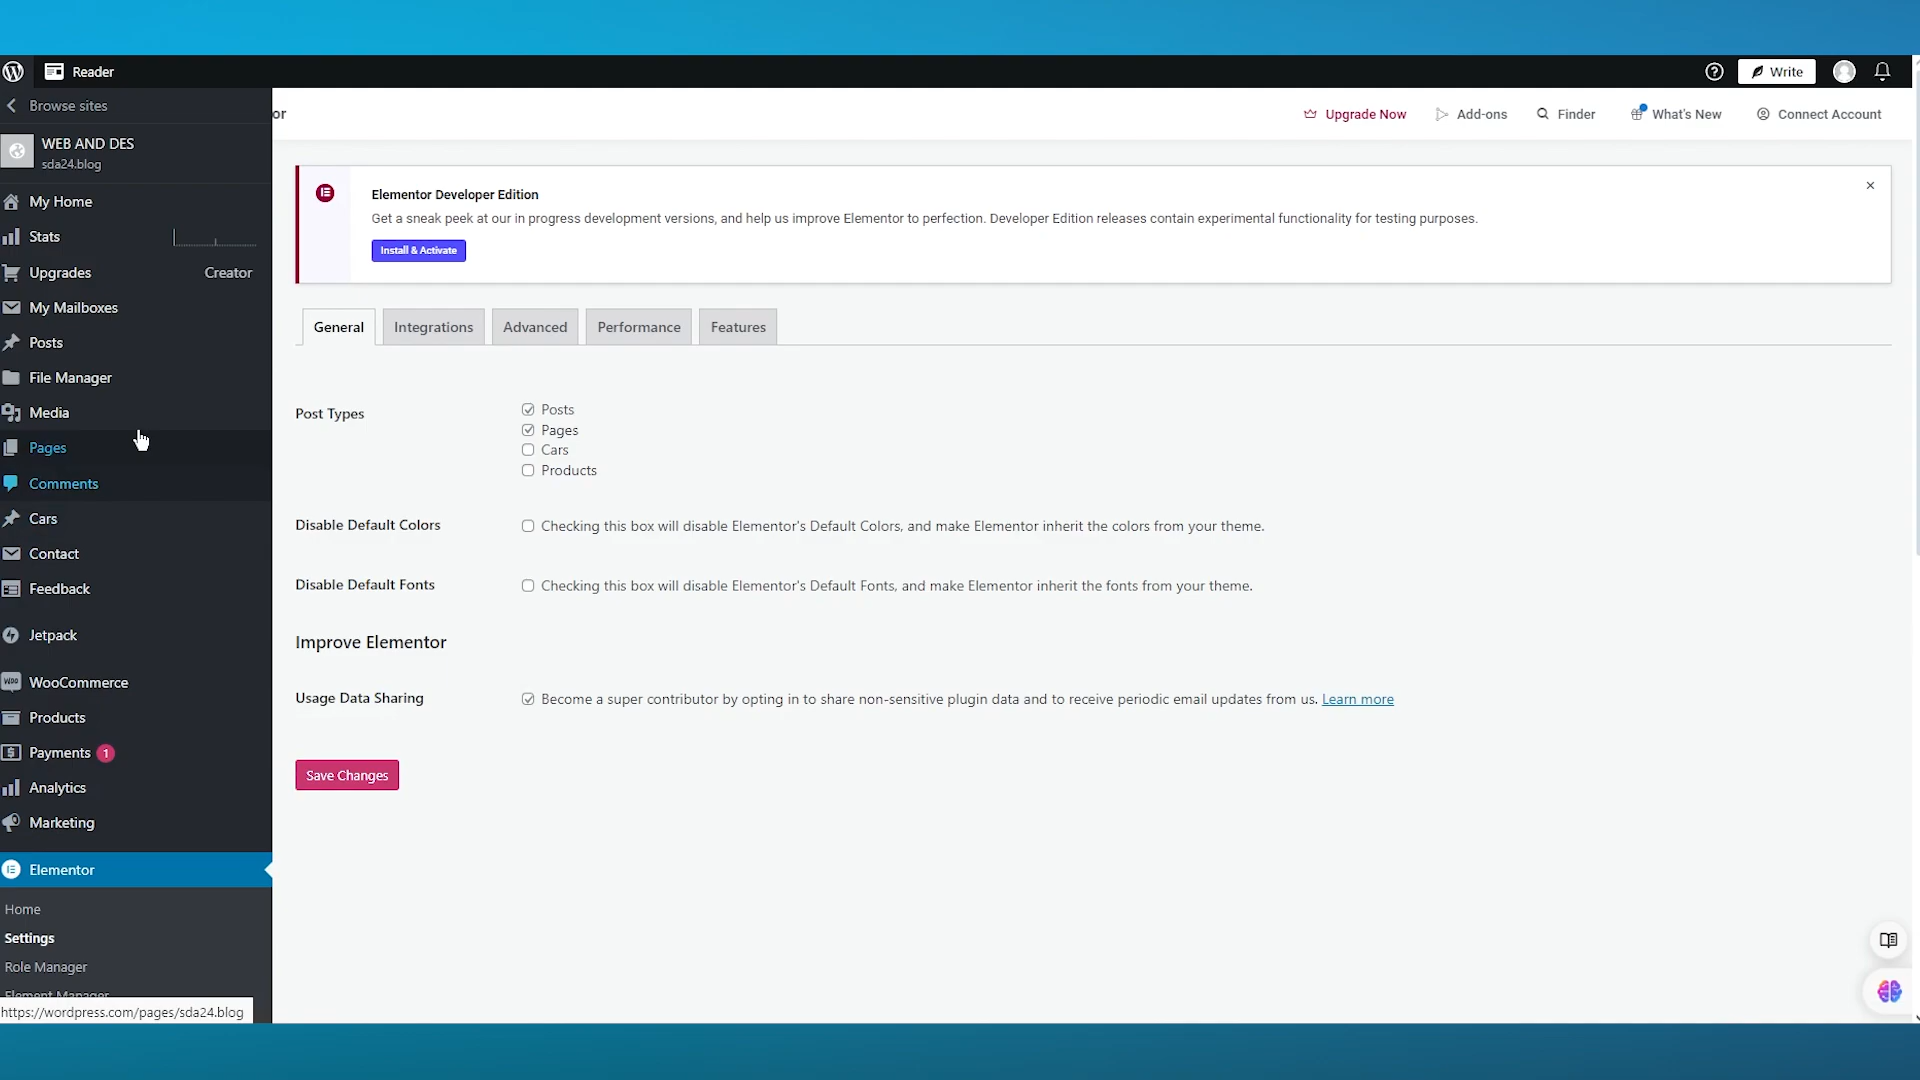 Reader
Write
Browse sites
or
Upgrade Now
Add-ons
Finder
What's New
Connect Account
WEB AND DES
sda24.blog
My Home
Stats
Upgrades
Creator
My Mailboxes
Posts
File Manager
Media
Pages
Comments
Cars
Contact
Feedback
Jetpack
WooCommerce
Products
Payments 1
Analytics
Marketing
Elementor
Home
Settings
Role Manager
Element Manager
https://wordpress.com/pages/sda24.blog
Elementor Developer Edition
Get a sneak peek at our in progress development versions, and help us improve Elementor to perfection. Developer Edition releases contain experimental functionality for testing purposes.
Install & Activate
General
Integrations
Advanced
Performance
Features
Post Types
Posts
Pages
Cars
Products
Disable Default Colors
Checking this box will disable Elementor's Default Colors, and make Elementor inherit the colors from your theme.
Disable Default Fonts
Checking this box will disable Elementor's Default Fonts, and make Elementor inherit the fonts from your theme.
Improve Elementor
Usage Data Sharing
Become a super contributor by opting in to share non-sensitive plugin data and to receive periodic email updates from us. Learn more
Save Changes